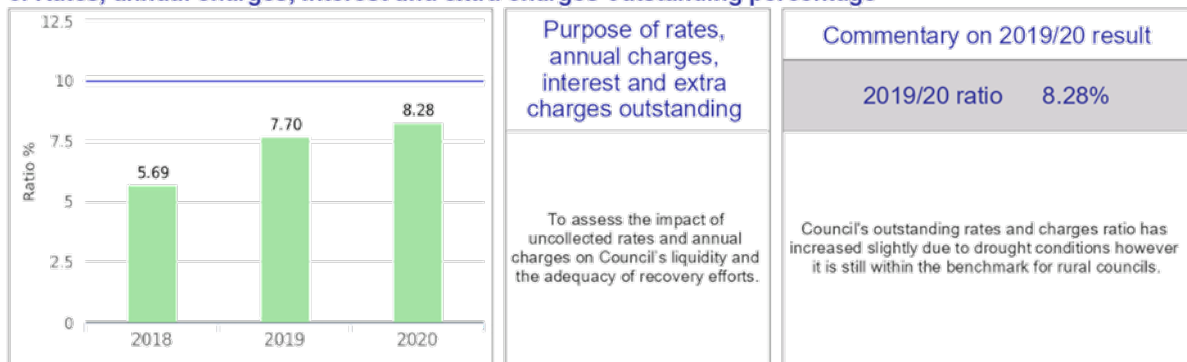 12.5
10
7.5
5
2.5
0
Ratio %
5.69
7.70
8.28
2018
2019
2020
Purpose of rates,
annual charges,
interest and extra
charges outstanding
To assess the impact of
uncollected rates and annual
charges on Council's liquidity and
the adequacy of recovery efforts.
Commentary on 2019/20 result
2019/20 ratio 8.28%
Council's outstanding rates and charges ratio has
increased slightly due to drought conditions however
it is still within the benchmark for rural councils.